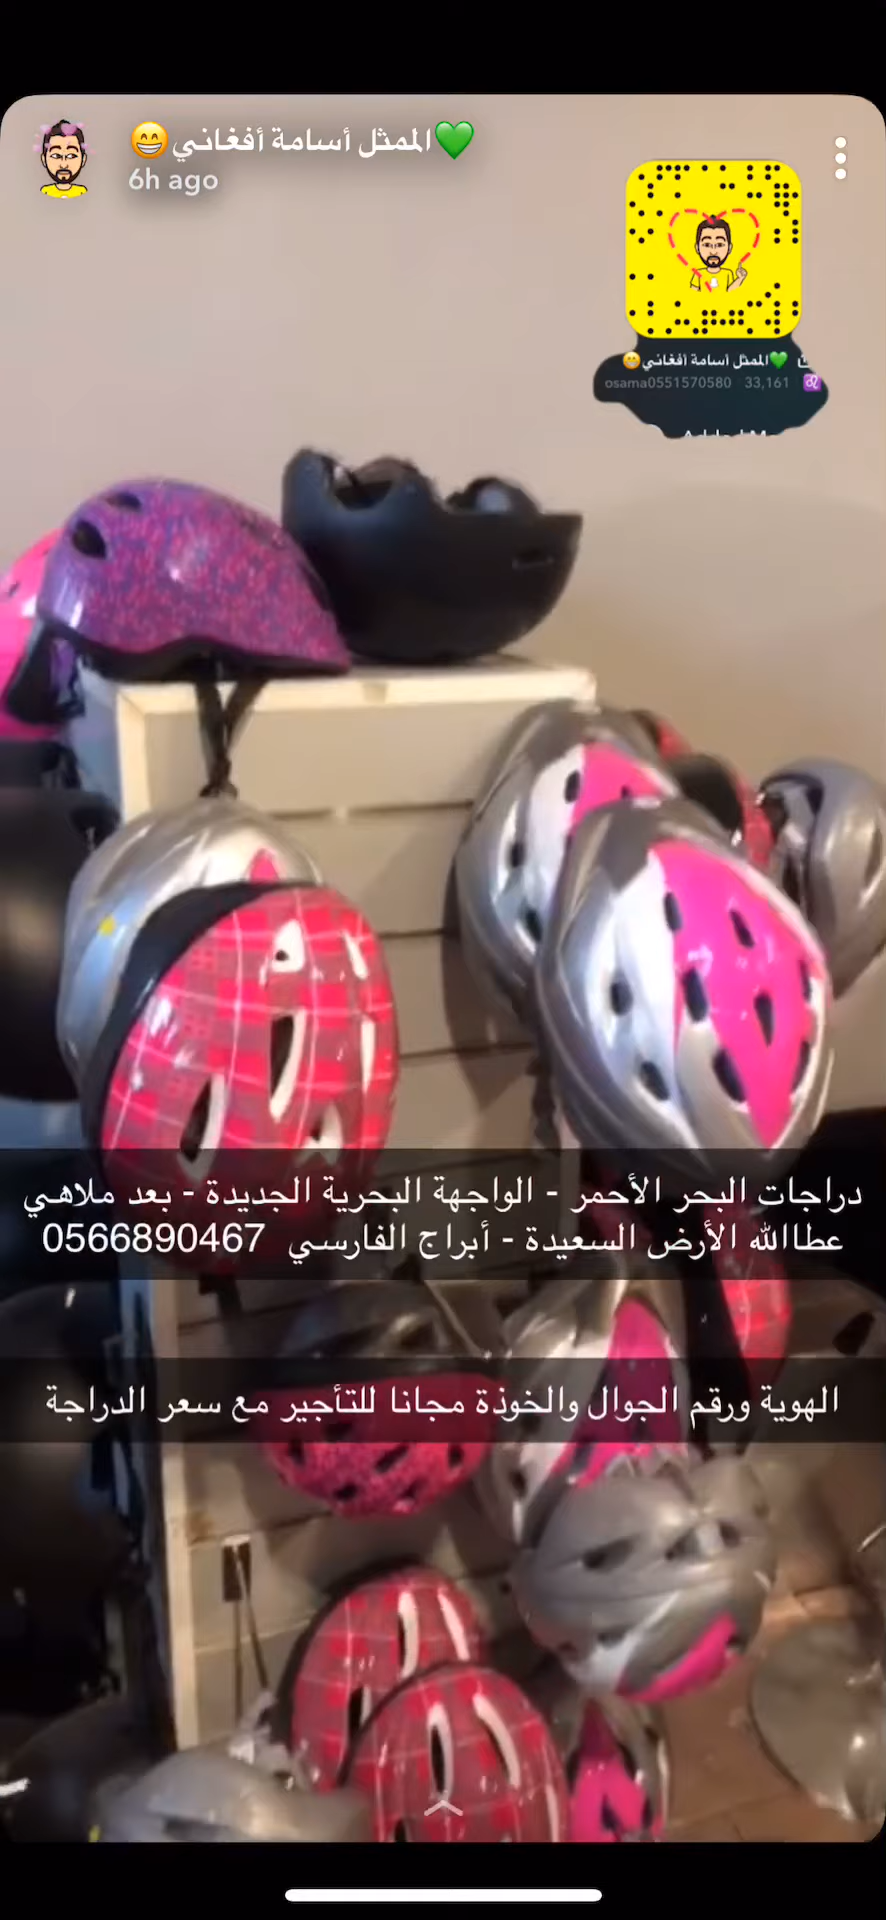 💚الممثل أسامة أفغاني😁
6h ago
💚الممثل أسامة أفغاني😁
osama0551570580 33,161 ♌
دراجات البحر الأحمر - الواجهة البحرية الجديدة - بعد ملاهي
عطاالله الأرض السعيدة - أبراج الفارسي 0566890467
الهوية ورقم الجوال والخوذة مجانا للتأجير مع سعر الدراجة